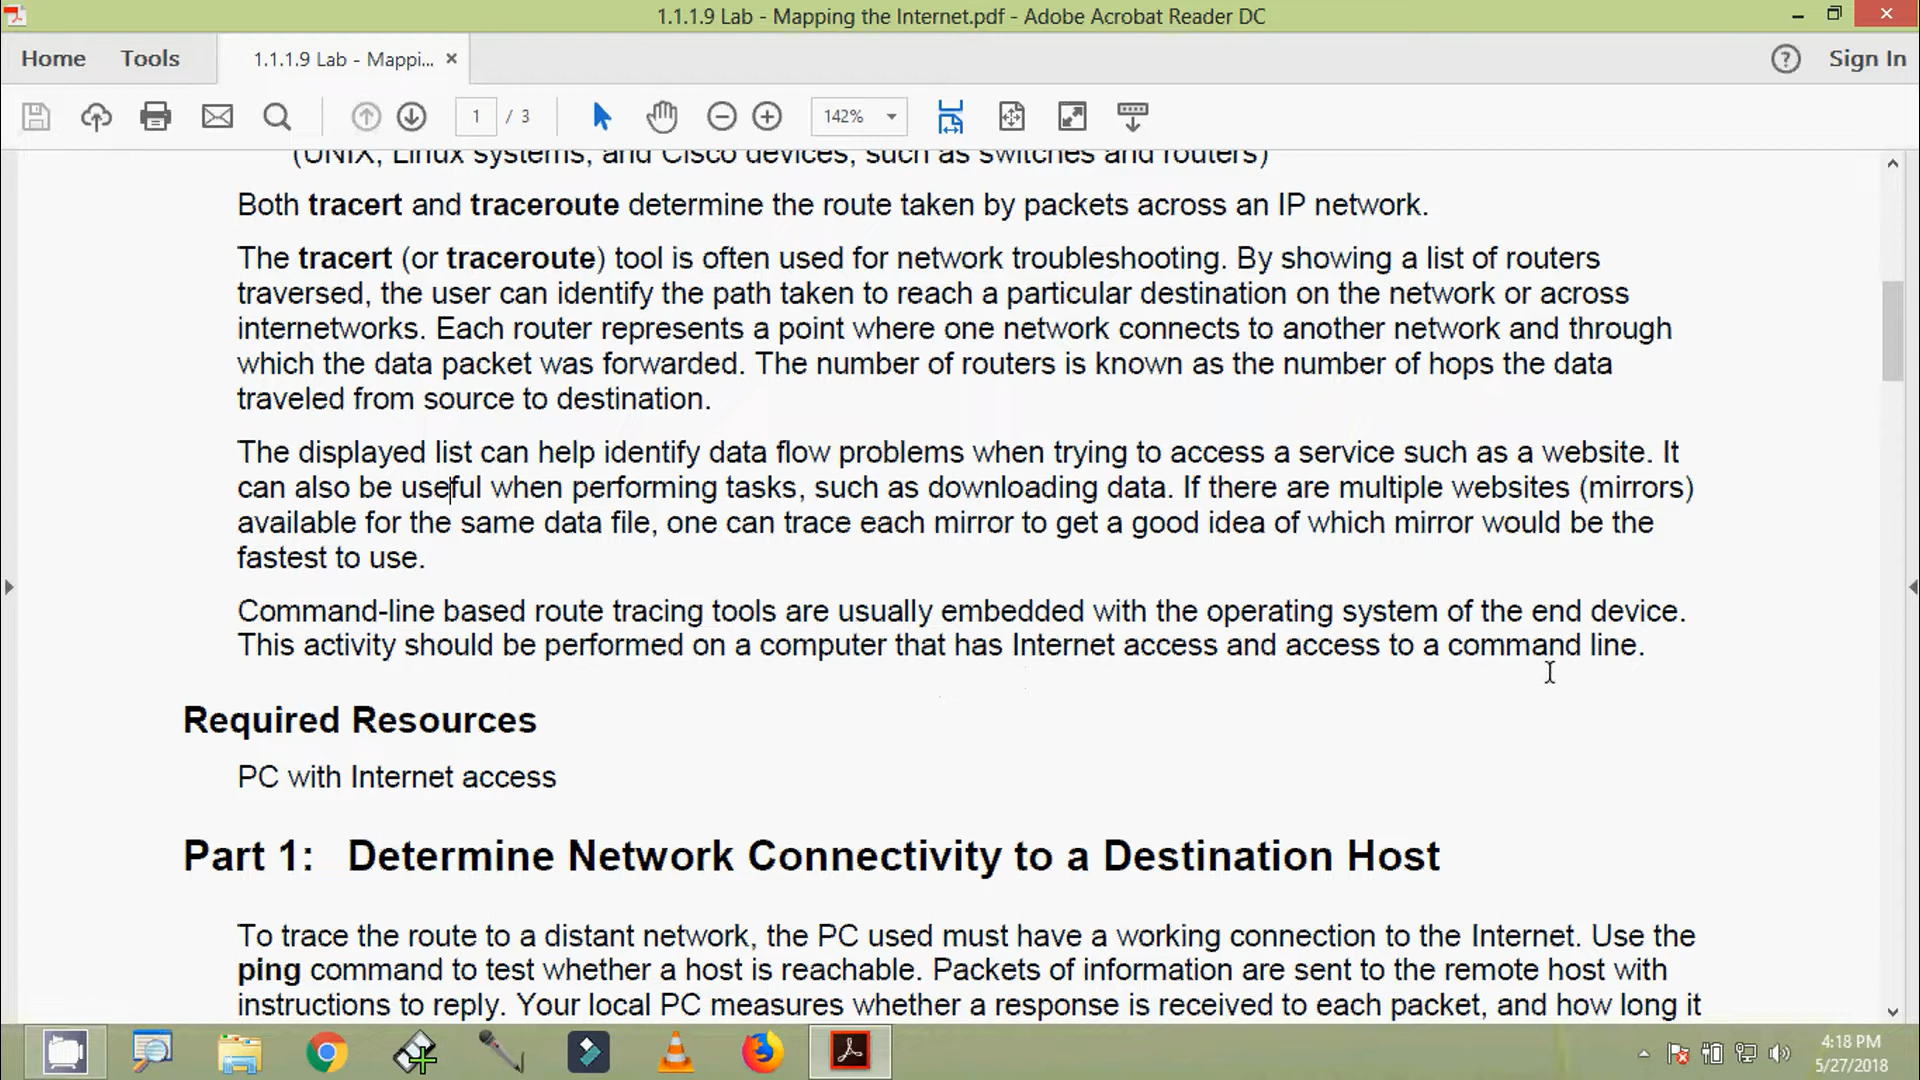 1.1.1.9 Lab - Mapping the Internet.pdf - Adobe Acrobat Reader DC
Home
Tools
1.1.1.9 Lab - Mappi...
Sign In
1 / 3
142%
(UNIX, Linux systems, and Cisco devices, such as switches and routers)
Both tracert and traceroute determine the route taken by packets across an IP network.
The tracert (or traceroute) tool is often used for network troubleshooting. By showing a list of routers
traversed, the user can identify the path taken to reach a particular destination on the network or across
internetworks. Each router represents a point where one network connects to another network and through
which the data packet was forwarded. The number of routers is known as the number of hops the data
traveled from source to destination.
The displayed list can help identify data flow problems when trying to access a service such as a website. It
can also be useful when performing tasks, such as downloading data. If there are multiple websites (mirrors)
available for the same data file, one can trace each mirror to get a good idea of which mirror would be the
fastest to use.
Command-line based route tracing tools are usually embedded with the operating system of the end device.
This activity should be performed on a computer that has Internet access and access to a command line.
Required Resources
PC with Internet access
Part 1: Determine Network Connectivity to a Destination Host
To trace the route to a distant network, the PC used must have a working connection to the Internet. Use the
ping command to test whether a host is reachable. Packets of information are sent to the remote host with
instructions to reply. Your local PC measures whether a response is received to each packet, and how long it
4:18 PM
5/27/2018